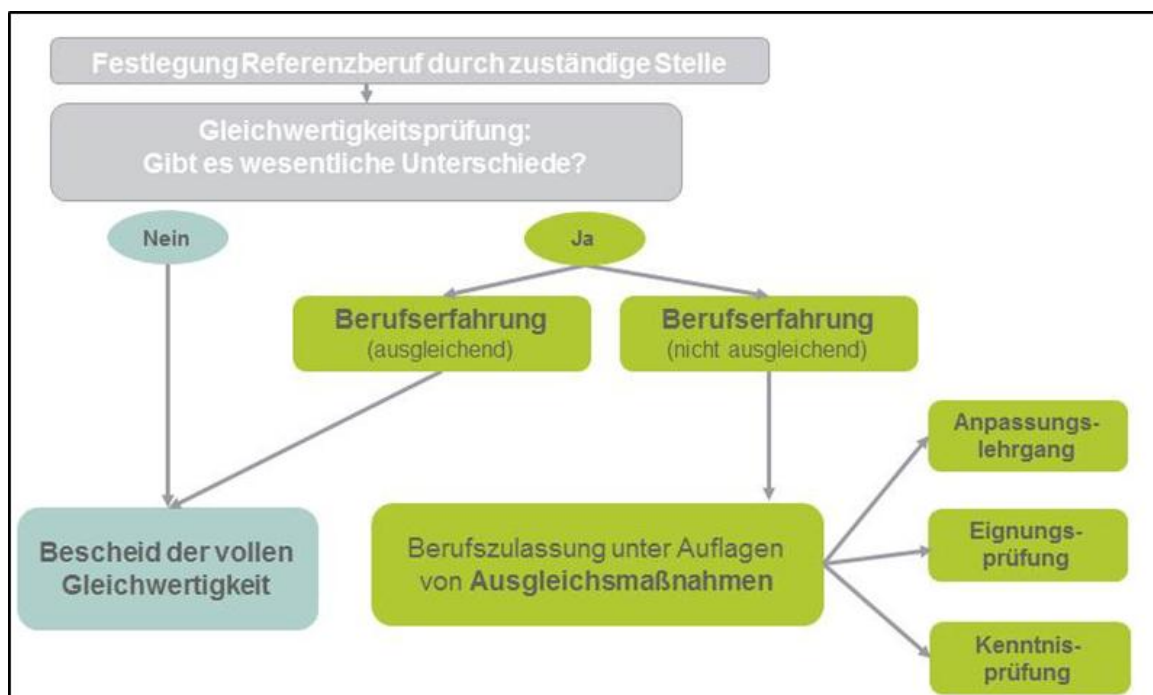 Festlegung Referenzberuf durch zuständige Stelle
Gleichwertigkeitsprüfung:
Gibt es wesentliche Unterschiede?
Nein
Ja
Berufserfahrung
(ausgleichend)
Berufserfahrung
(nicht ausgleichend)
Anpassungs-
lehrgang
Bescheid der vollen
Gleichwertigkeit
Berufszulassung unter Auflagen
von Ausgleichsmaßnahmen
Eignungs-
prüfung
Kenntnis-
prüfung